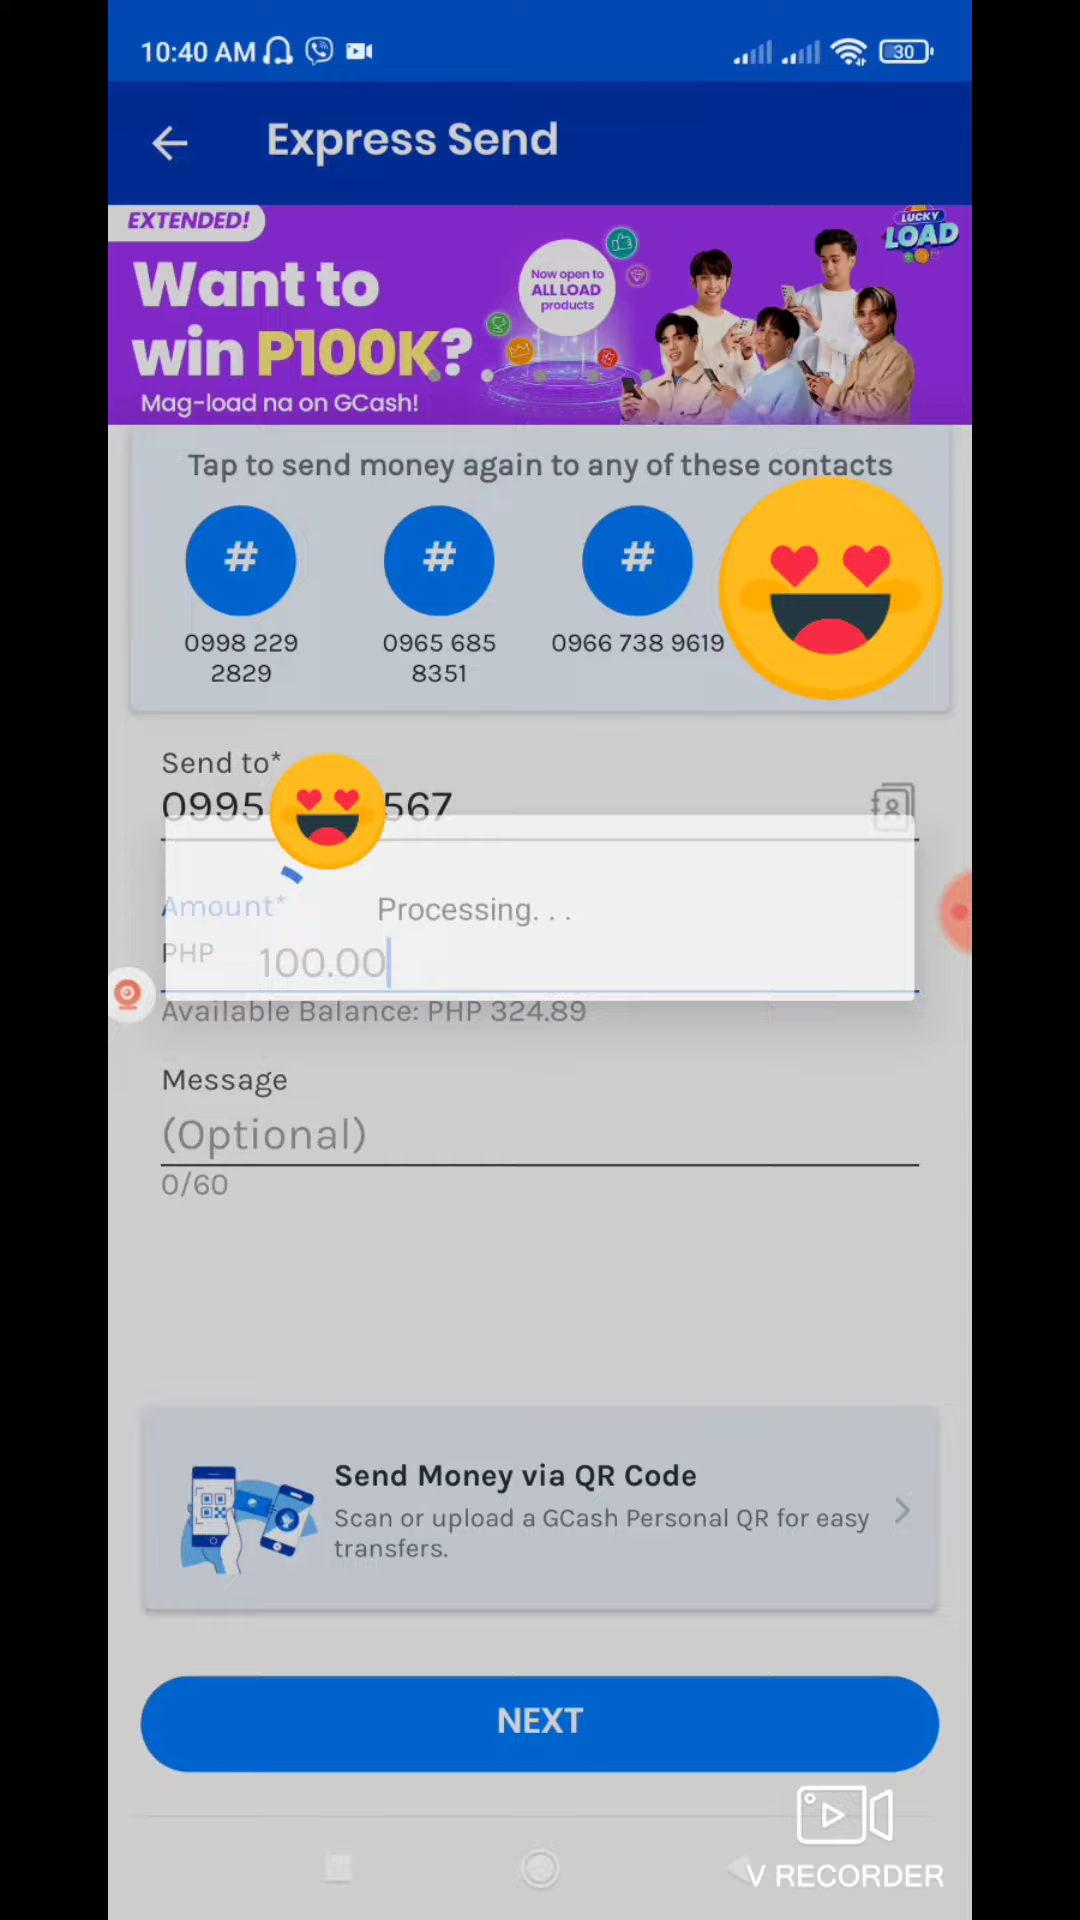 10:40 AM
30
Express Send
EXTENDED!
LUCKY
LOAD
Want to
win P100K?
Mag-load na on GCash!
Now open to
ALL LOAD
products
Tap to send money again to any of these contacts
#
#
#
0998 229
2829
0965 685
8351
0966 738 9619
Send to*
0995 567
Amount*
Processing. . .
PHP 100.00
Available Balance: PHP 324.89
Message
(Optional)
0/60
Send Money via QR Code
Scan or upload a GCash Personal QR for easy
transfers.
NEXT
V RECORDER